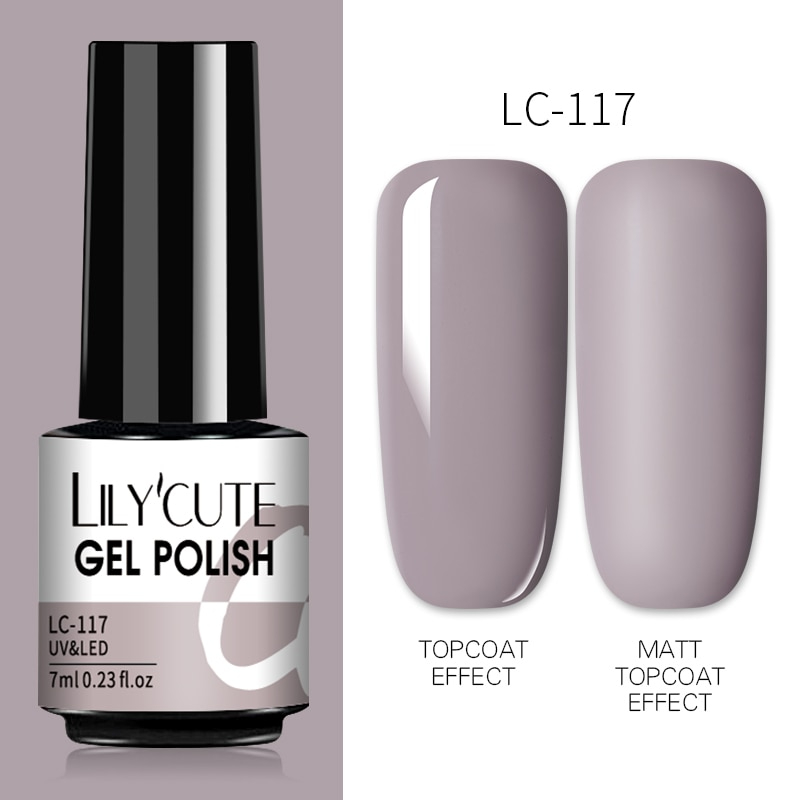 LILY'CUTE
GEL POLISH
LC-117
UV&LED
7ml 0.23 fl.oz
LC-117
TOPCOAT
EFFECT
MATT
TOPCOAT
EFFECT